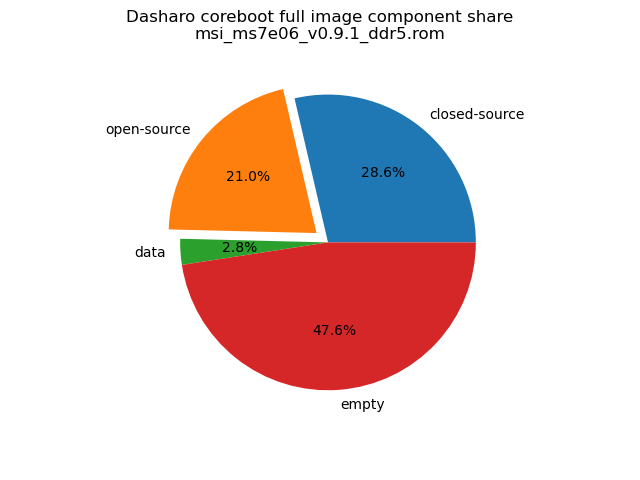 Dasharo coreboot full image component share
msi_ms7e06_v0.9.1_ddr5.rom
closed-source
open-source
28.6%
21.0%
data
2.8%
47.6%
empty